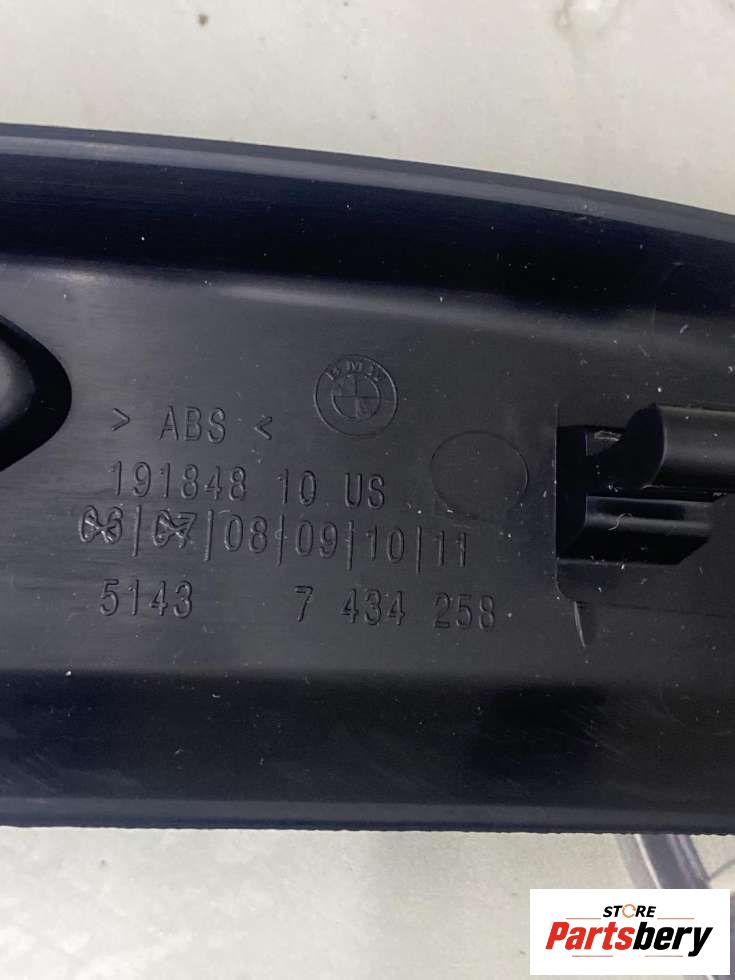 BMW
> ABS <
191848 10 US
06|07|08|09|10|11
5143 7 434 258
STORE
Partsbery